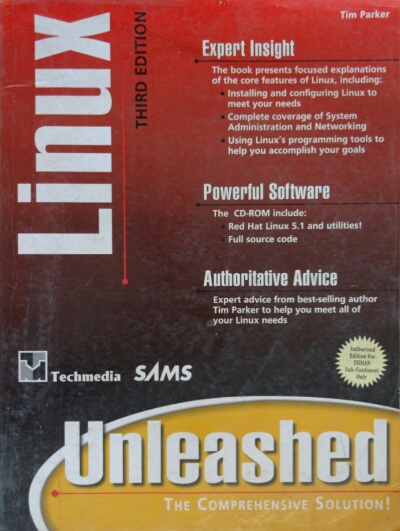 Tim Parker
Linux
THIRD EDITION
Expert Insight
The book presents focused explanations
of the core features of Linux, including:
• Installing and configuring Linux to
meet your needs
• Complete coverage of System
Administration and Networking
• Using Linux's programming tools to
help you accomplish your goals
Powerful Software
The CD-ROM include:
• Red Hat Linux 5.1 and utilities!
• Full source code
Authoritative Advice
Expert advice from best-selling author
Tim Parker to help you meet all of
your Linux needs
Authorized
Edition For
INDIAN
Sub-Continent
Only
Techmedia
SAMS
Unleashed
THE COMPREHENSIVE SOLUTION!